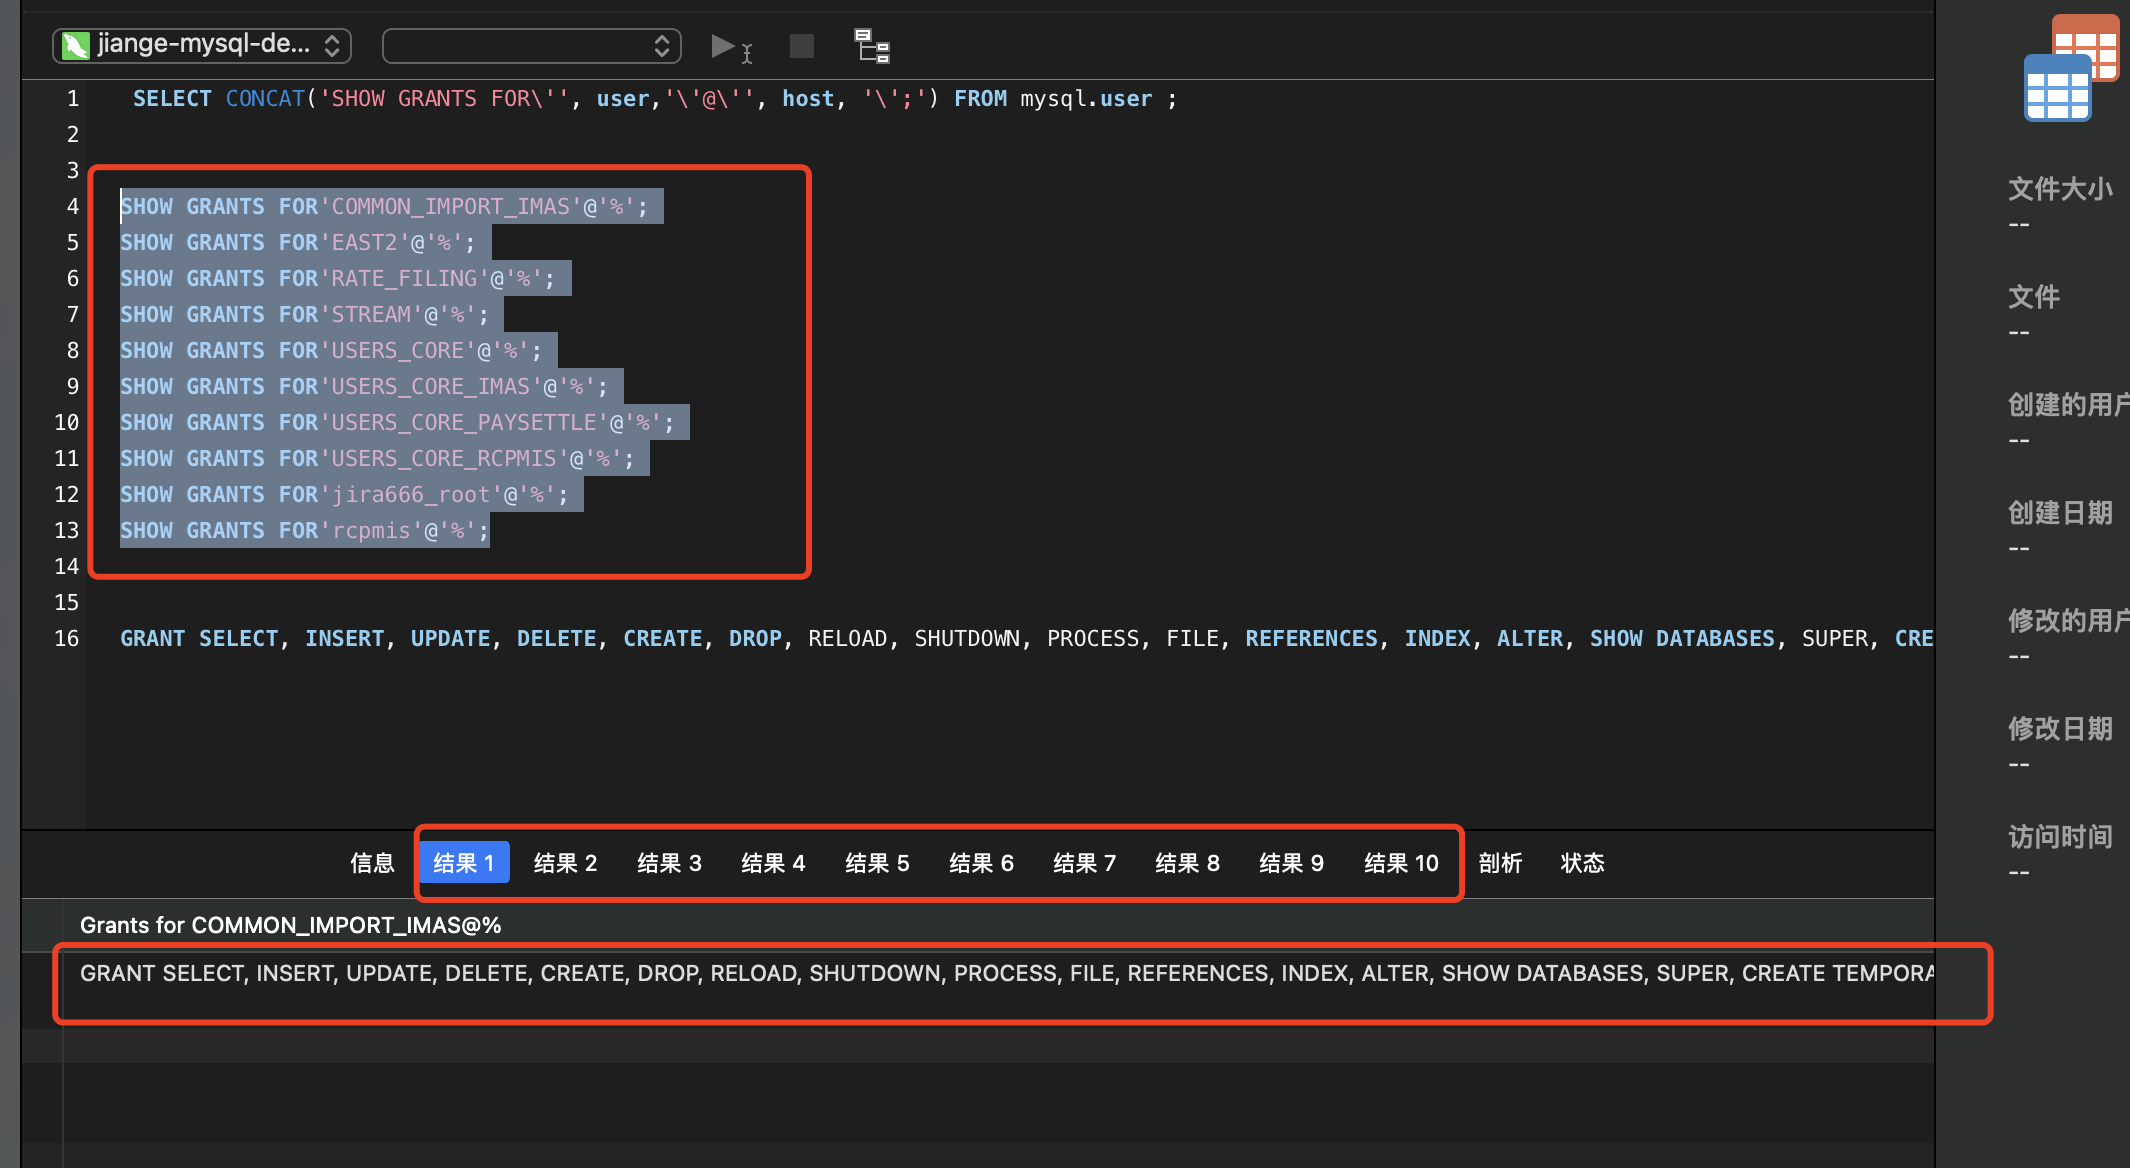 jiange-mysql-de...
1 SELECT CONCAT('SHOW GRANTS FOR\'', user,'\'@\'', host, '\';') FROM mysql.user ;
2
3
4 SHOW GRANTS FOR'COMMON_IMPORT_IMAS'@'%';
5 SHOW GRANTS FOR'EAST2'@'%';
6 SHOW GRANTS FOR'RATE_FILING'@'%';
7 SHOW GRANTS FOR'STREAM'@'%';
8 SHOW GRANTS FOR'USERS_CORE'@'%';
9 SHOW GRANTS FOR'USERS_CORE_IMAS'@'%';
10 SHOW GRANTS FOR'USERS_CORE_PAYSETTLE'@'%';
11 SHOW GRANTS FOR'USERS_CORE_RCPMIS'@'%';
12 SHOW GRANTS FOR'jira666_root'@'%';
13 SHOW GRANTS FOR'rcpmis'@'%';
14
15
16 GRANT SELECT, INSERT, UPDATE, DELETE, CREATE, DROP, RELOAD, SHUTDOWN, PROCESS, FILE, REFERENCES, INDEX, ALTER, SHOW DATABASES, SUPER, CRE
信息 结果 1 结果 2 结果 3 结果 4 结果 5 结果 6 结果 7 结果 8 结果 9 结果 10 剖析 状态
Grants for COMMON_IMPORT_IMAS@%
GRANT SELECT, INSERT, UPDATE, DELETE, CREATE, DROP, RELOAD, SHUTDOWN, PROCESS, FILE, REFERENCES, INDEX, ALTER, SHOW DATABASES, SUPER, CREATE TEMPORA
文件大小
--
文件
--
创建的用户
--
创建日期
--
修改的用户
--
修改日期
--
访问时间
--